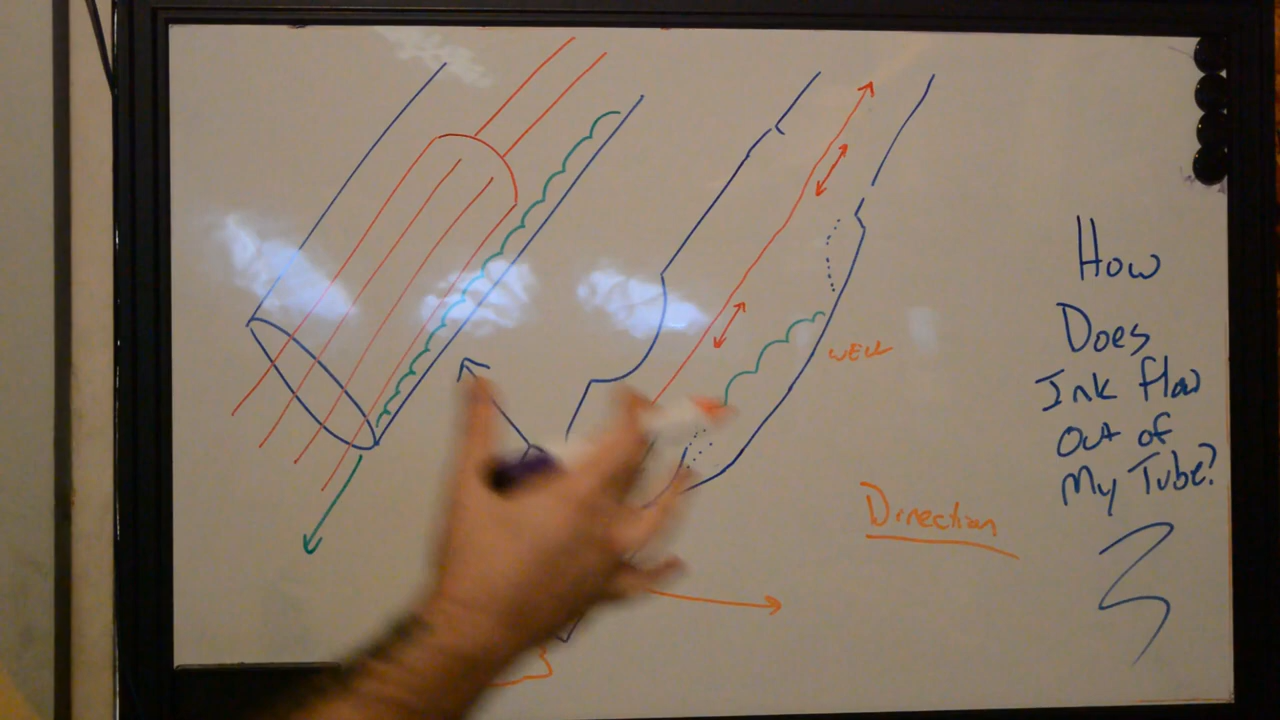 How
Does
Ink flow
Out of
My Tube?
WELL
Direction